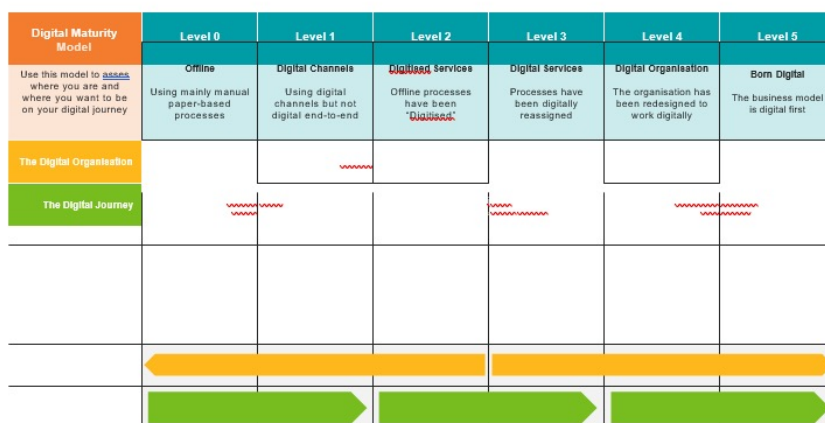 Digital Maturity
Model
Level 0
Level 1
Level 2
Level 3
Level 4
Level 5
Use this model to asses
where you are and
where you want to be
on your digital journey
Offline
Using mainly manual
paper-based
processes
Digital Channels
Using digital
channels but not
digital end-to-end
Digitised Services
Offline processes
have been
"Digitised"
Digital Services
Processes have
been digitally
reassigned
Digital Organisation
The organisation has
been redesigned to
work digitally
Born Digital
The business model
is digital first
The Digital Organisation
The Digital Journey